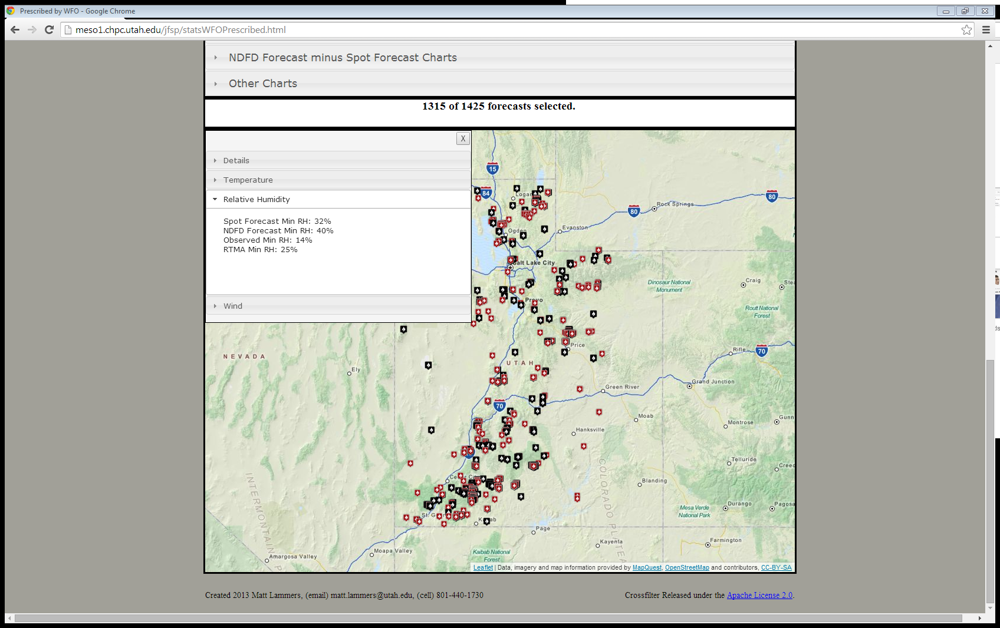 Prescribed by WFO - Google Chrome
meso1.chpc.utah.edu/jfsp/statsWFOPrescribed.html
NDFD Forecast minus Spot Forecast Charts
Other Charts
1315 of 1425 forecasts selected.
X
Details
Temperature
Relative Humidity
Spot Forecast Min RH: 32%
NDFD Forecast Min RH: 40%
Observed Min RH: 14%
RTMA Min RH: 25%
Wind
15
84
80
80
Logan
Rock Springs
Evanston
Ogden
Salt Lake City
Dinosaur National
Monument
Craig
Provo
Routt National
Forest
Price
Rifle
70
NEVADA
UTAH
Ely
Green River
Grand Junction
70
Moab
Montrose
Gunn
Hanksville
Telluride
Creec
COLORADO PLATEA
INTERMONTAIN P
Blanding
Mesa Verde
National Park
Durango
Pagosa
Page
Kayenta
Farmington
Moapa Valley
Amargosa Valley
Kaibab National
Forest
Leaflet | Data, imagery and map information provided by MapQuest, OpenStreetMap and contributors, CC-BY-SA
Created 2013 Matt Lammers, (email) matt.lammers@utah.edu, (cell) 801-440-1730
Crossfilter Released under the Apache License 2.0.